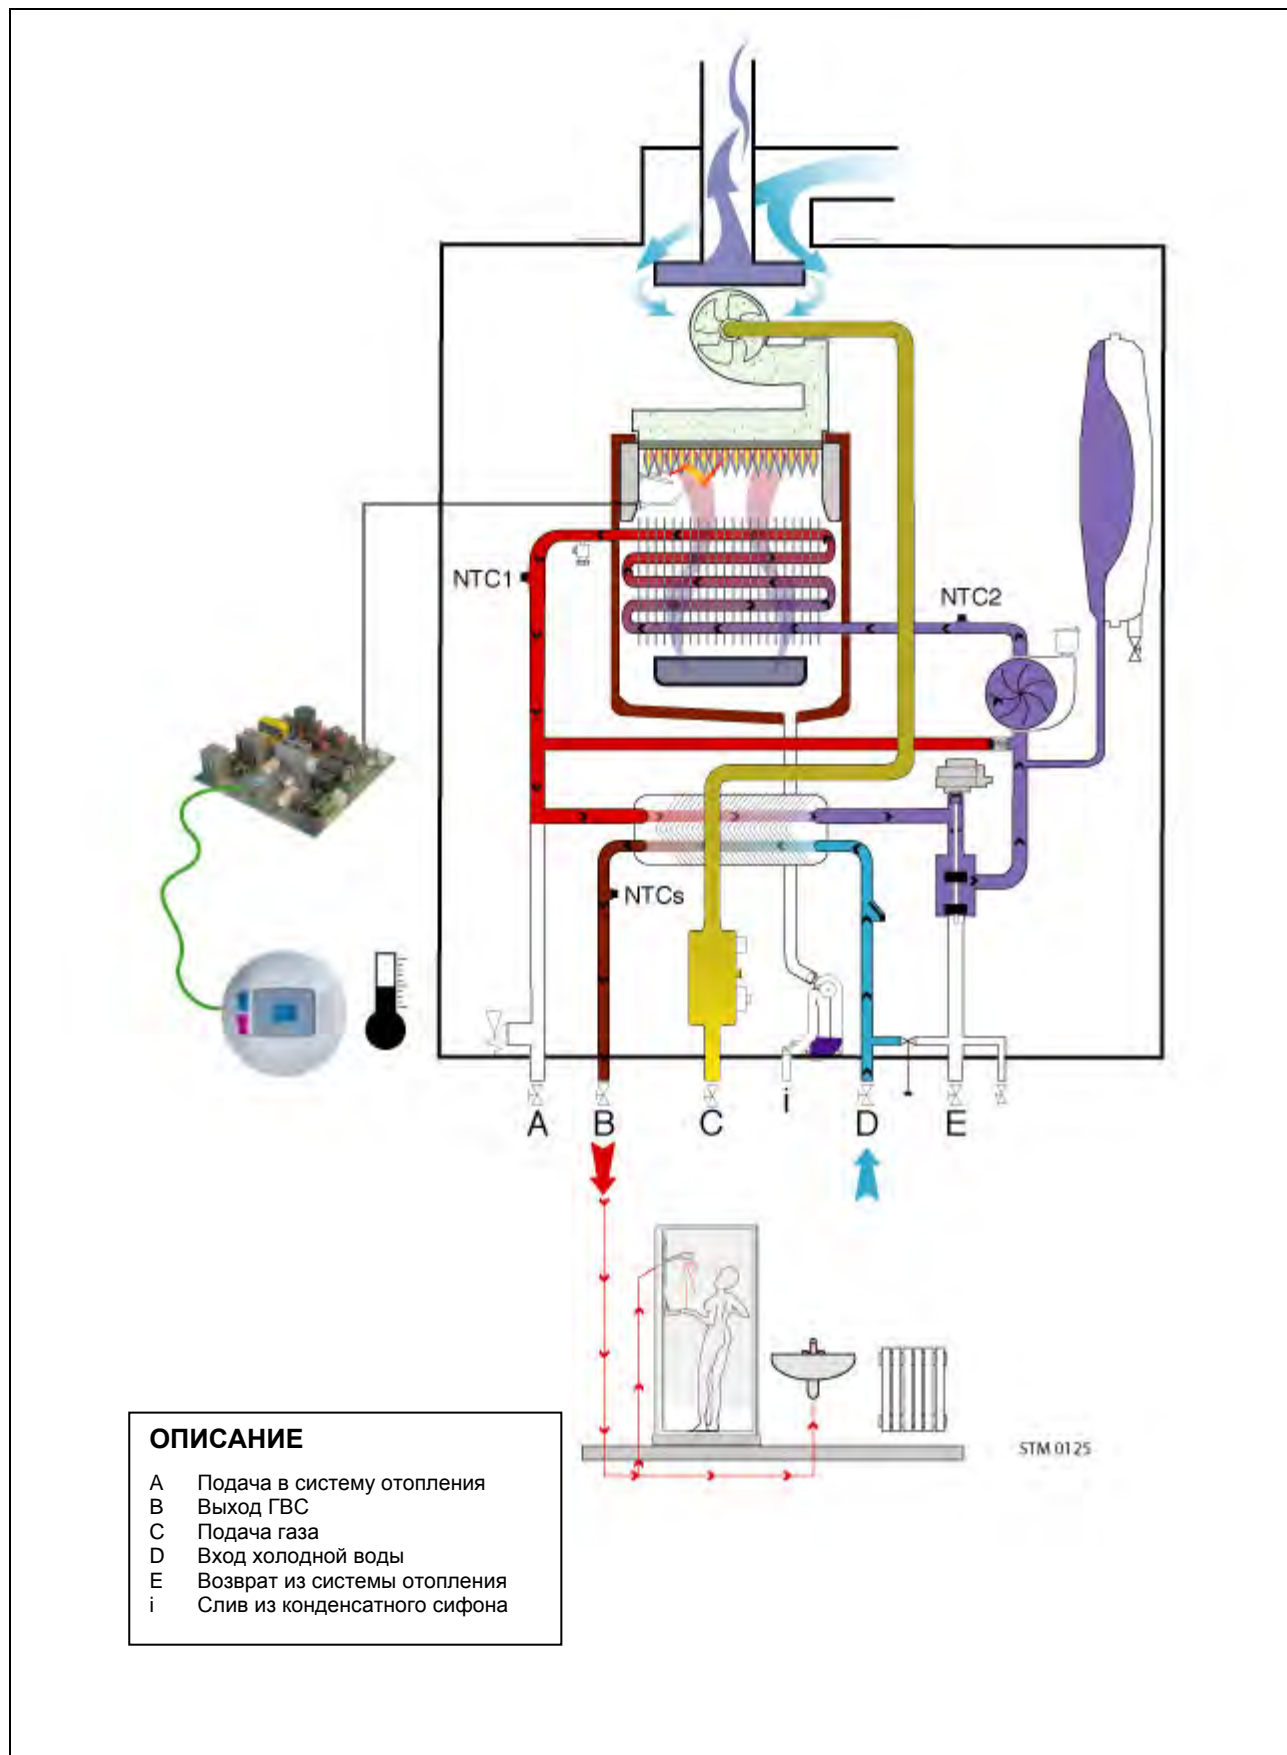 NTC1
NTC2
NTCs
A B C i D E
STM 0125
ОПИСАНИЕ
A Подача в систему отопления
B Выход ГВС
C Подача газа
D Вход холодной воды
E Возврат из системы отопления
i Слив из конденсатного сифона